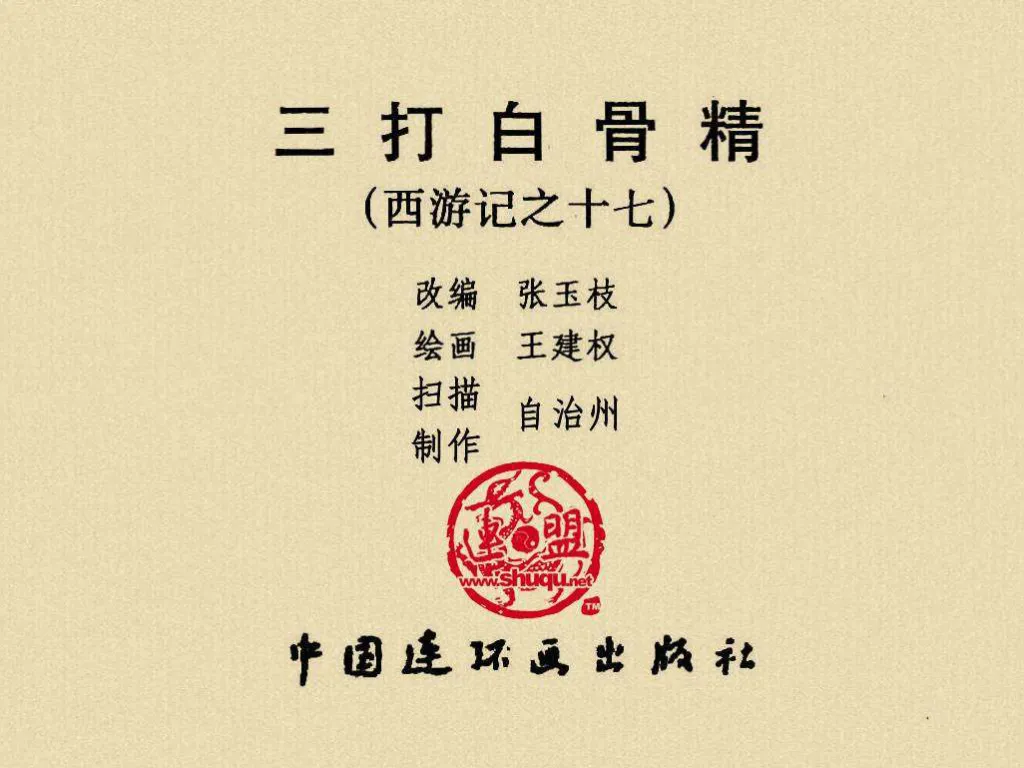 三打白骨精
（西游记之十七）
改编 张玉枝
绘画 王建权
扫描
制作 自治州
連盟
www.shuqu.net
TM
中国连环画出版社